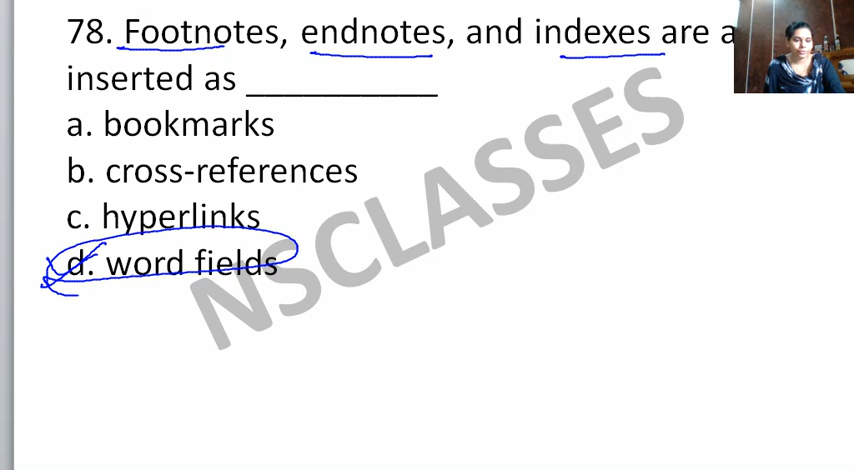 78. Footnotes, endnotes, and indexes are a
inserted as __________
a. bookmarks
b. cross-references
c. hyperlinks
d. word fields
NSCLASSES